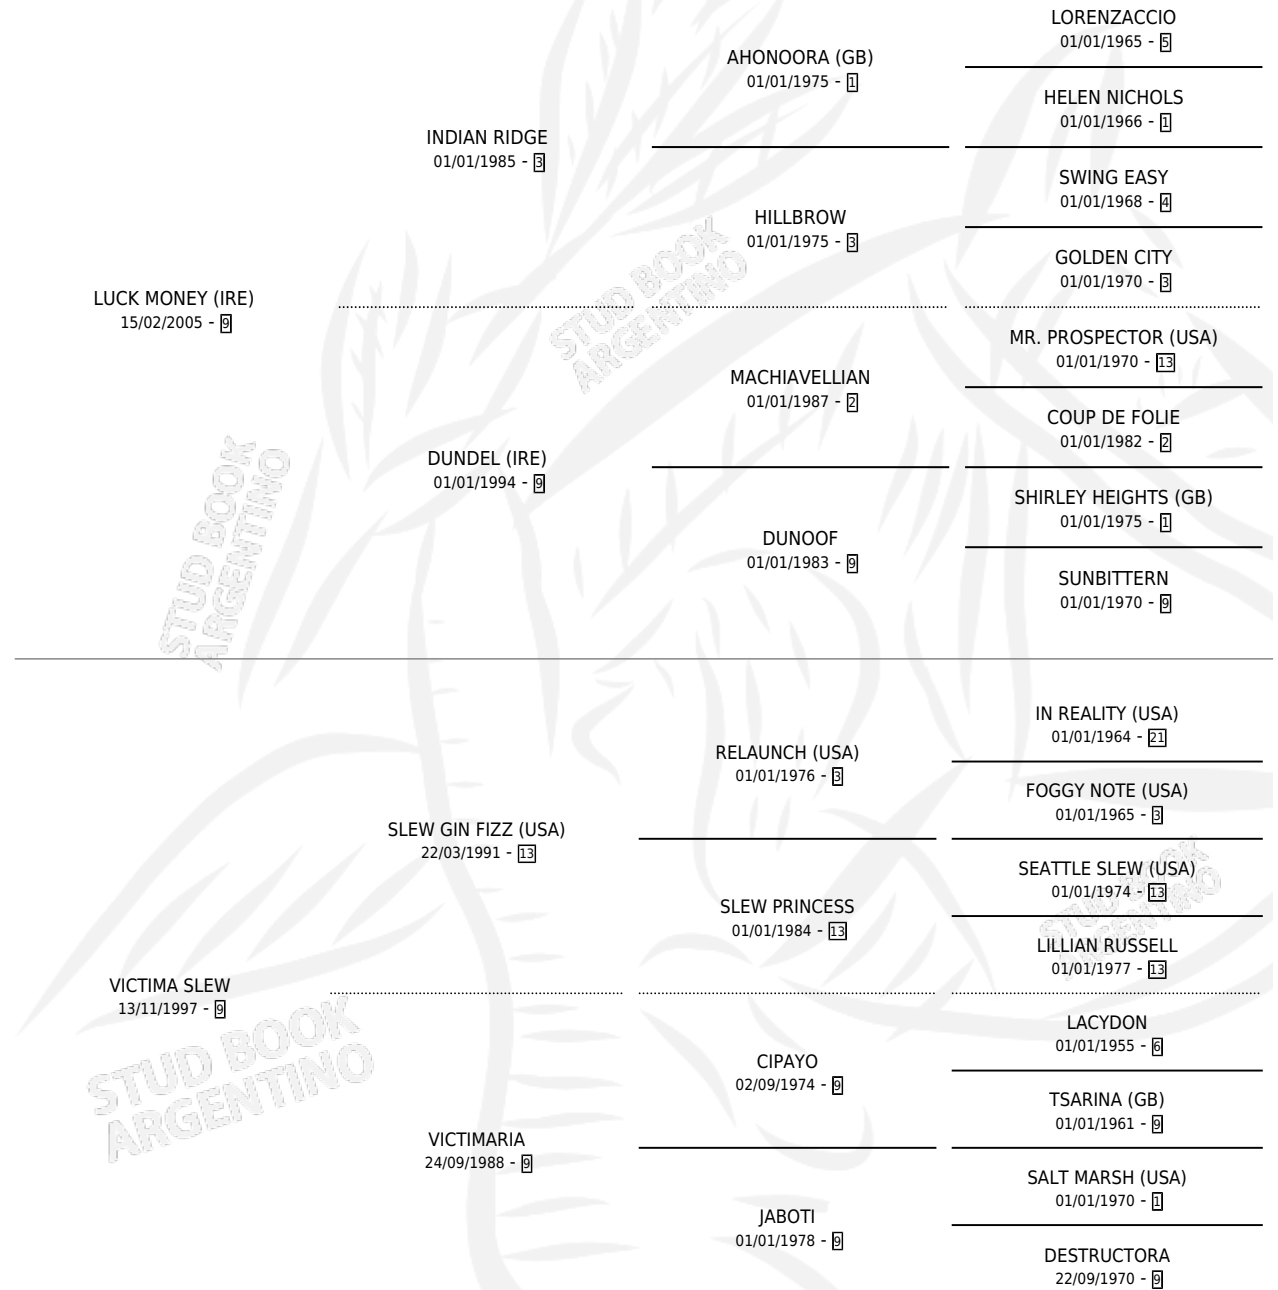 LORENZACCIO
01/01/1965 - 5
AHONOORA (GB)
01/01/1975 - 1
HELEN NICHOLS
01/01/1966 - 1
INDIAN RIDGE
01/01/1985 - 3
SWING EASY
01/01/1968 - 4
HILLBROW
01/01/1975 - 3
GOLDEN CITY
01/01/1970 - 3
LUCK MONEY (IRE)
15/02/2005 - 9
MR. PROSPECTOR (USA)
01/01/1970 - 13
MACHIAVELLIAN
01/01/1987 - 2
COUP DE FOLIE
01/01/1982 - 2
DUNDEL (IRE)
01/01/1994 - 9
SHIRLEY HEIGHTS (GB)
01/01/1975 - 1
DUNOOF
01/01/1983 - 9
SUNBITTERN
01/01/1970 - 9
IN REALITY (USA)
01/01/1964 - 21
RELAUNCH (USA)
01/01/1976 - 3
FOGGY NOTE (USA)
01/01/1965 - 3
SLEW GIN FIZZ (USA)
22/03/1991 - 13
SEATTLE SLEW (USA)
01/01/1974 - 13
SLEW PRINCESS
01/01/1984 - 13
LILLIAN RUSSELL
01/01/1977 - 13
VICTIMA SLEW
13/11/1997 - 9
LACYDON
01/01/1955 - 6
CIPAYO
02/09/1974 - 9
TSARINA (GB)
01/01/1961 - 9
VICTIMARIA
24/09/1988 - 9
SALT MARSH (USA)
01/01/1970 - 1
JABOTI
01/01/1978 - 9
DESTRUCTORA
22/09/1970 - 9
STUD BOOK
ARGENTINO
STUD BOOK
ARGENTINO
STUD BOOK
ARGENTINO
STUD BOOK
ARGENTINO